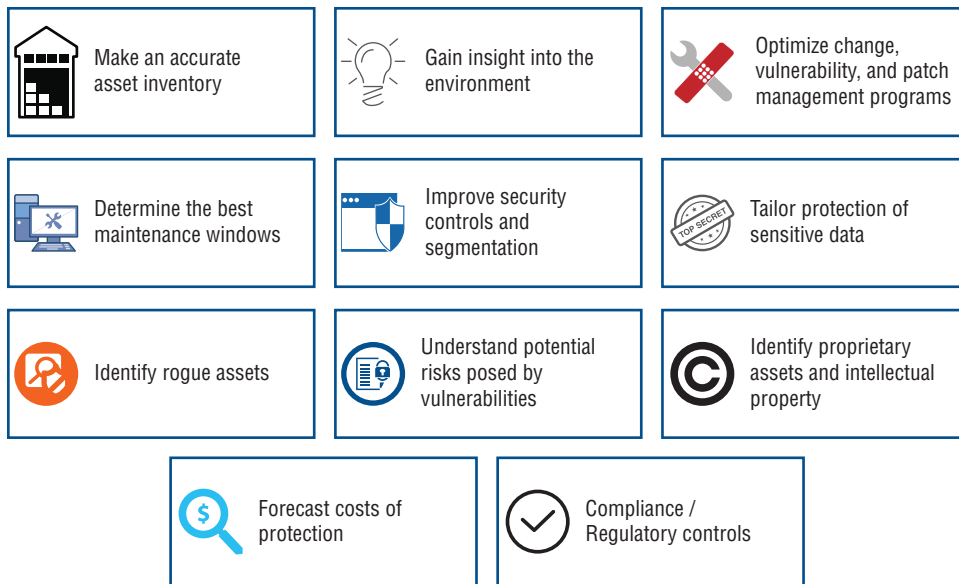 Make an accurate
asset inventory
Gain insight into the
environment
Optimize change,
vulnerability, and patch
management programs
Determine the best
maintenance windows
Improve security
controls and
segmentation
TOP SECRET
Tailor protection of
sensitive data
Identify rogue assets
Understand potential
risks posed by
vulnerabilities
C
Identify proprietary
assets and intellectual
property
$
Forecast costs of
protection
Compliance /
Regulatory controls